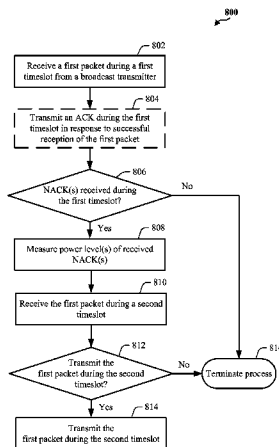 800
802
Receive a first packet during a first
timeslot from a broadcast transmitter
804
Transmit an ACK during the first
timeslot in response to successful
reception of the first packet
806
NACK(s) received during
the first timeslot?
No
Yes
808
Measure power level(s) of received
NACK(s)
810
Receive the first packet during a second
timeslot
812
Transmit the
first packet during the second
timeslot?
No
814
Terminate process
Yes
814
Transmit the
first packet during the second timeslot